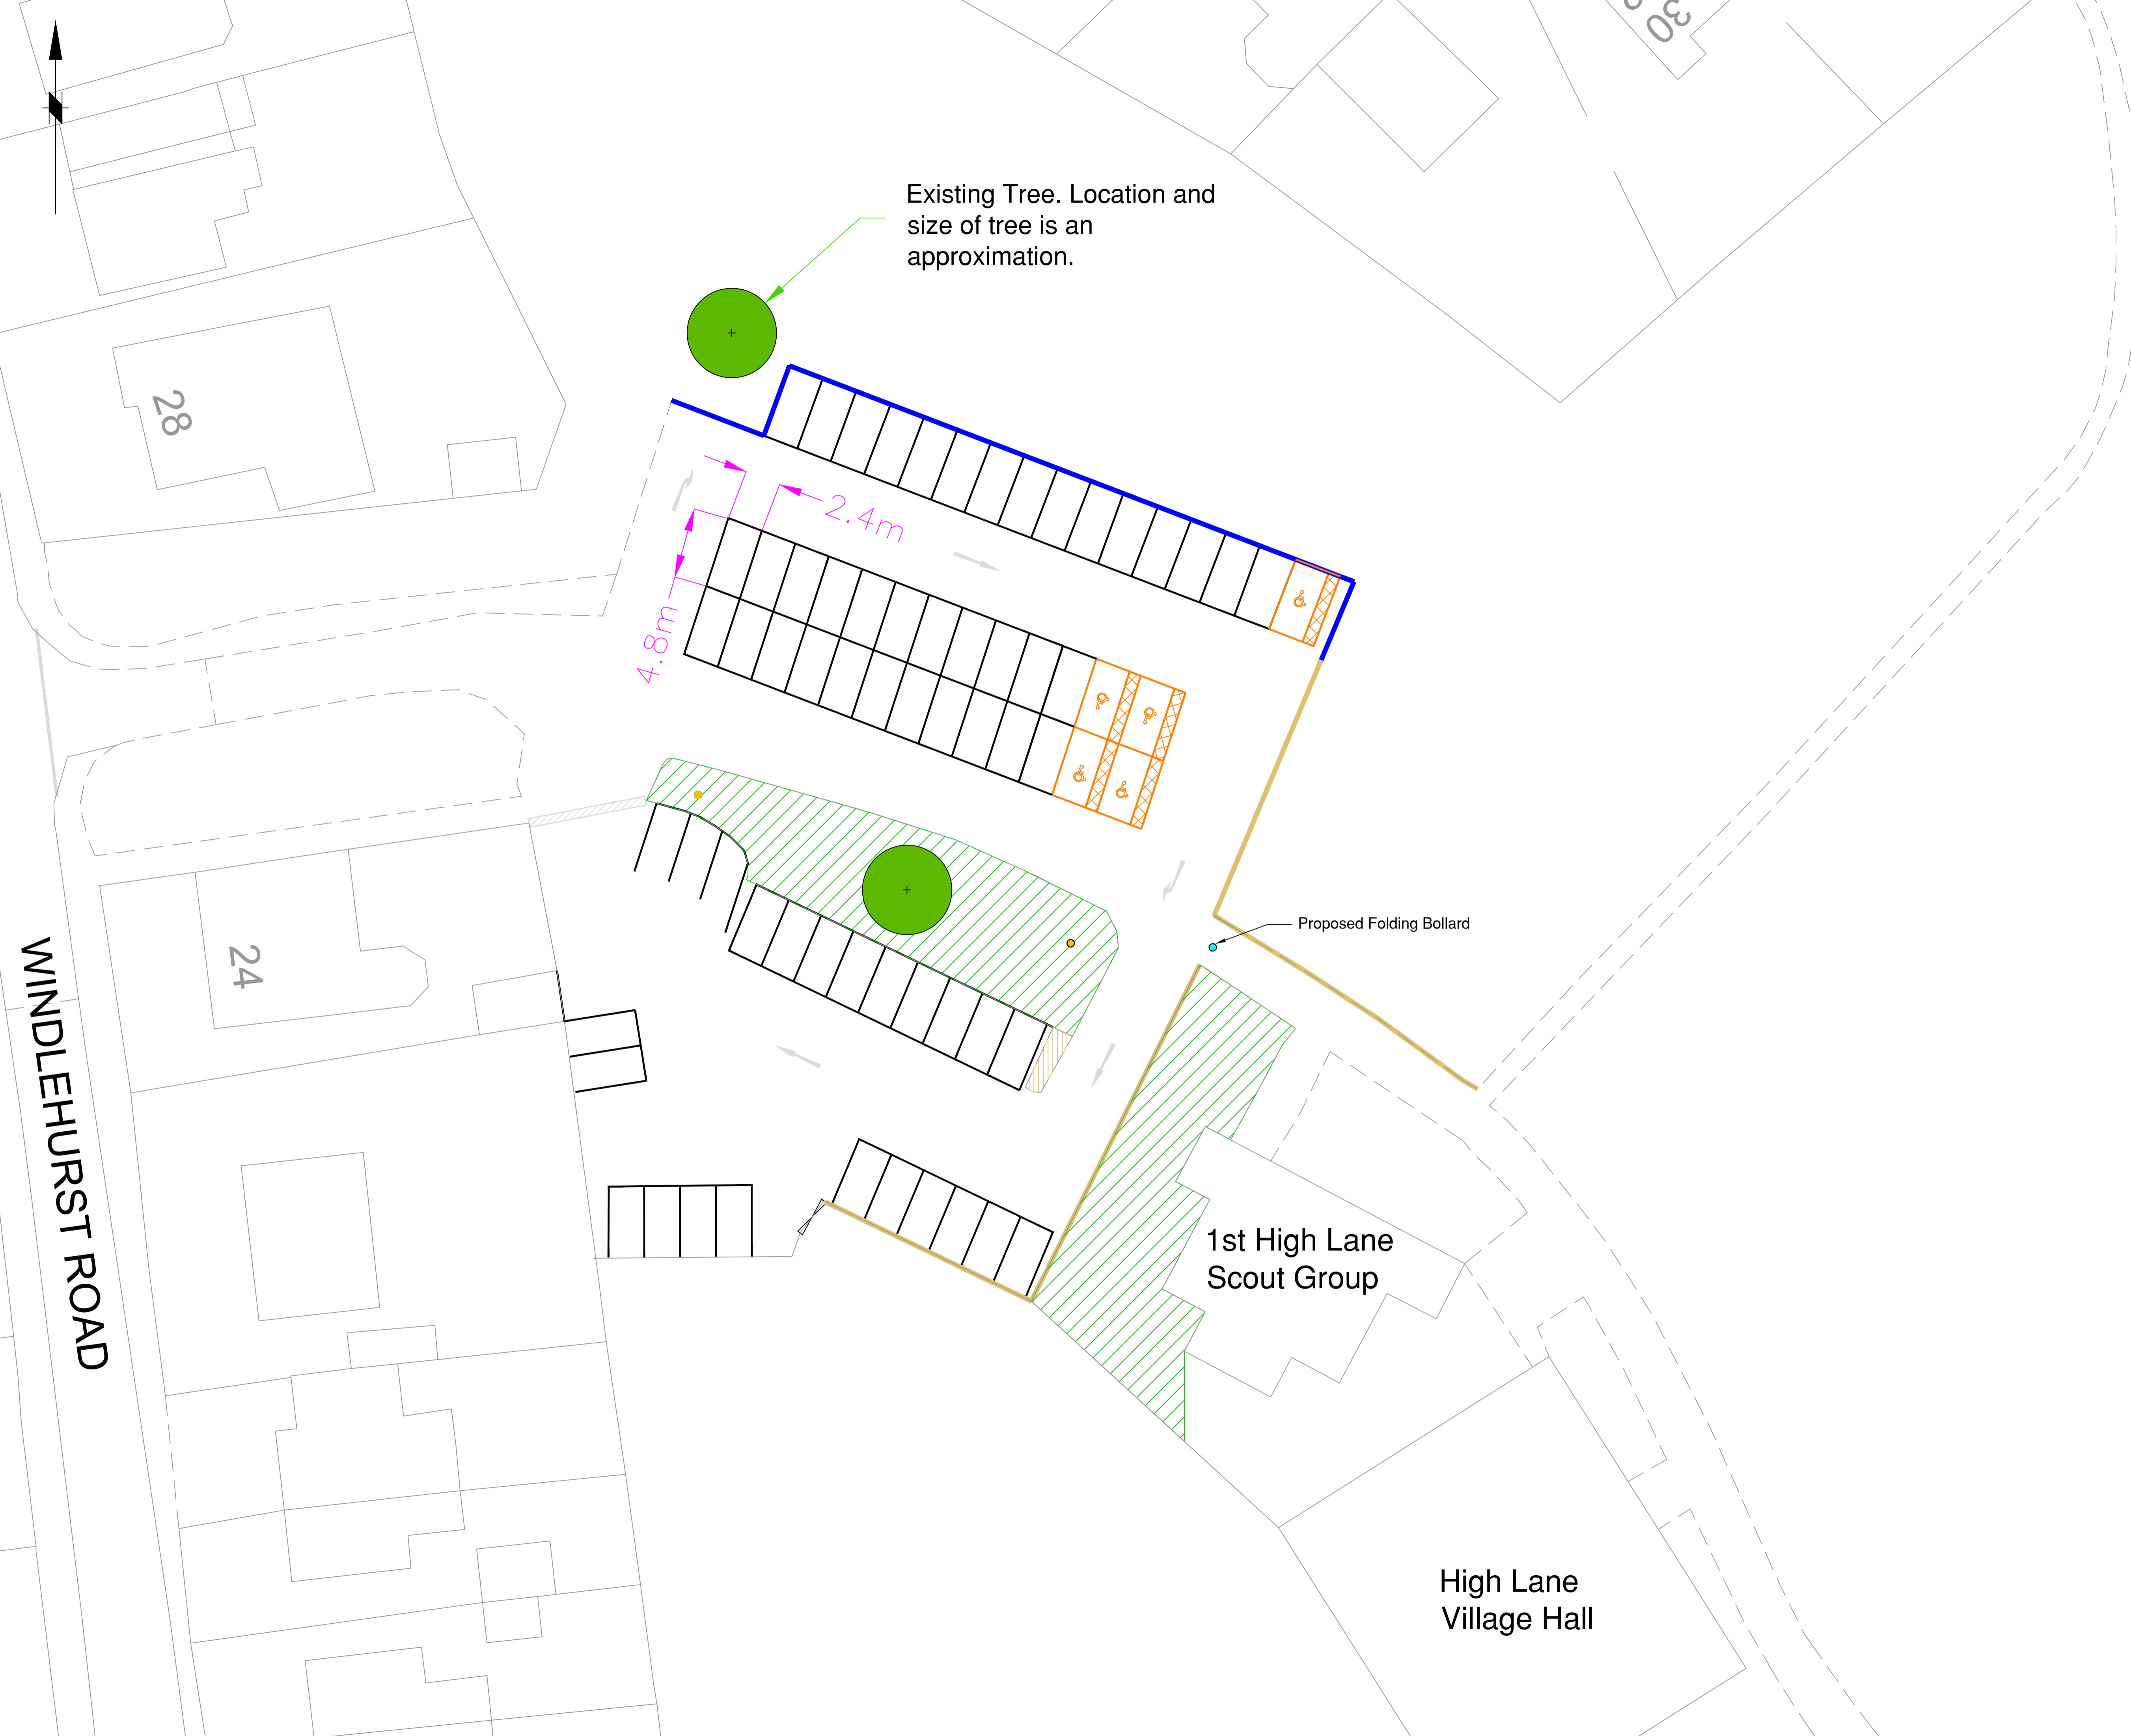 30
Existing Tree. Location and
size of tree is an
approximation.
28
2.4m
4.8m
Proposed Folding Bollard
24
WINDLEHURST ROAD
1st High Lane
Scout Group
High Lane
Village Hall